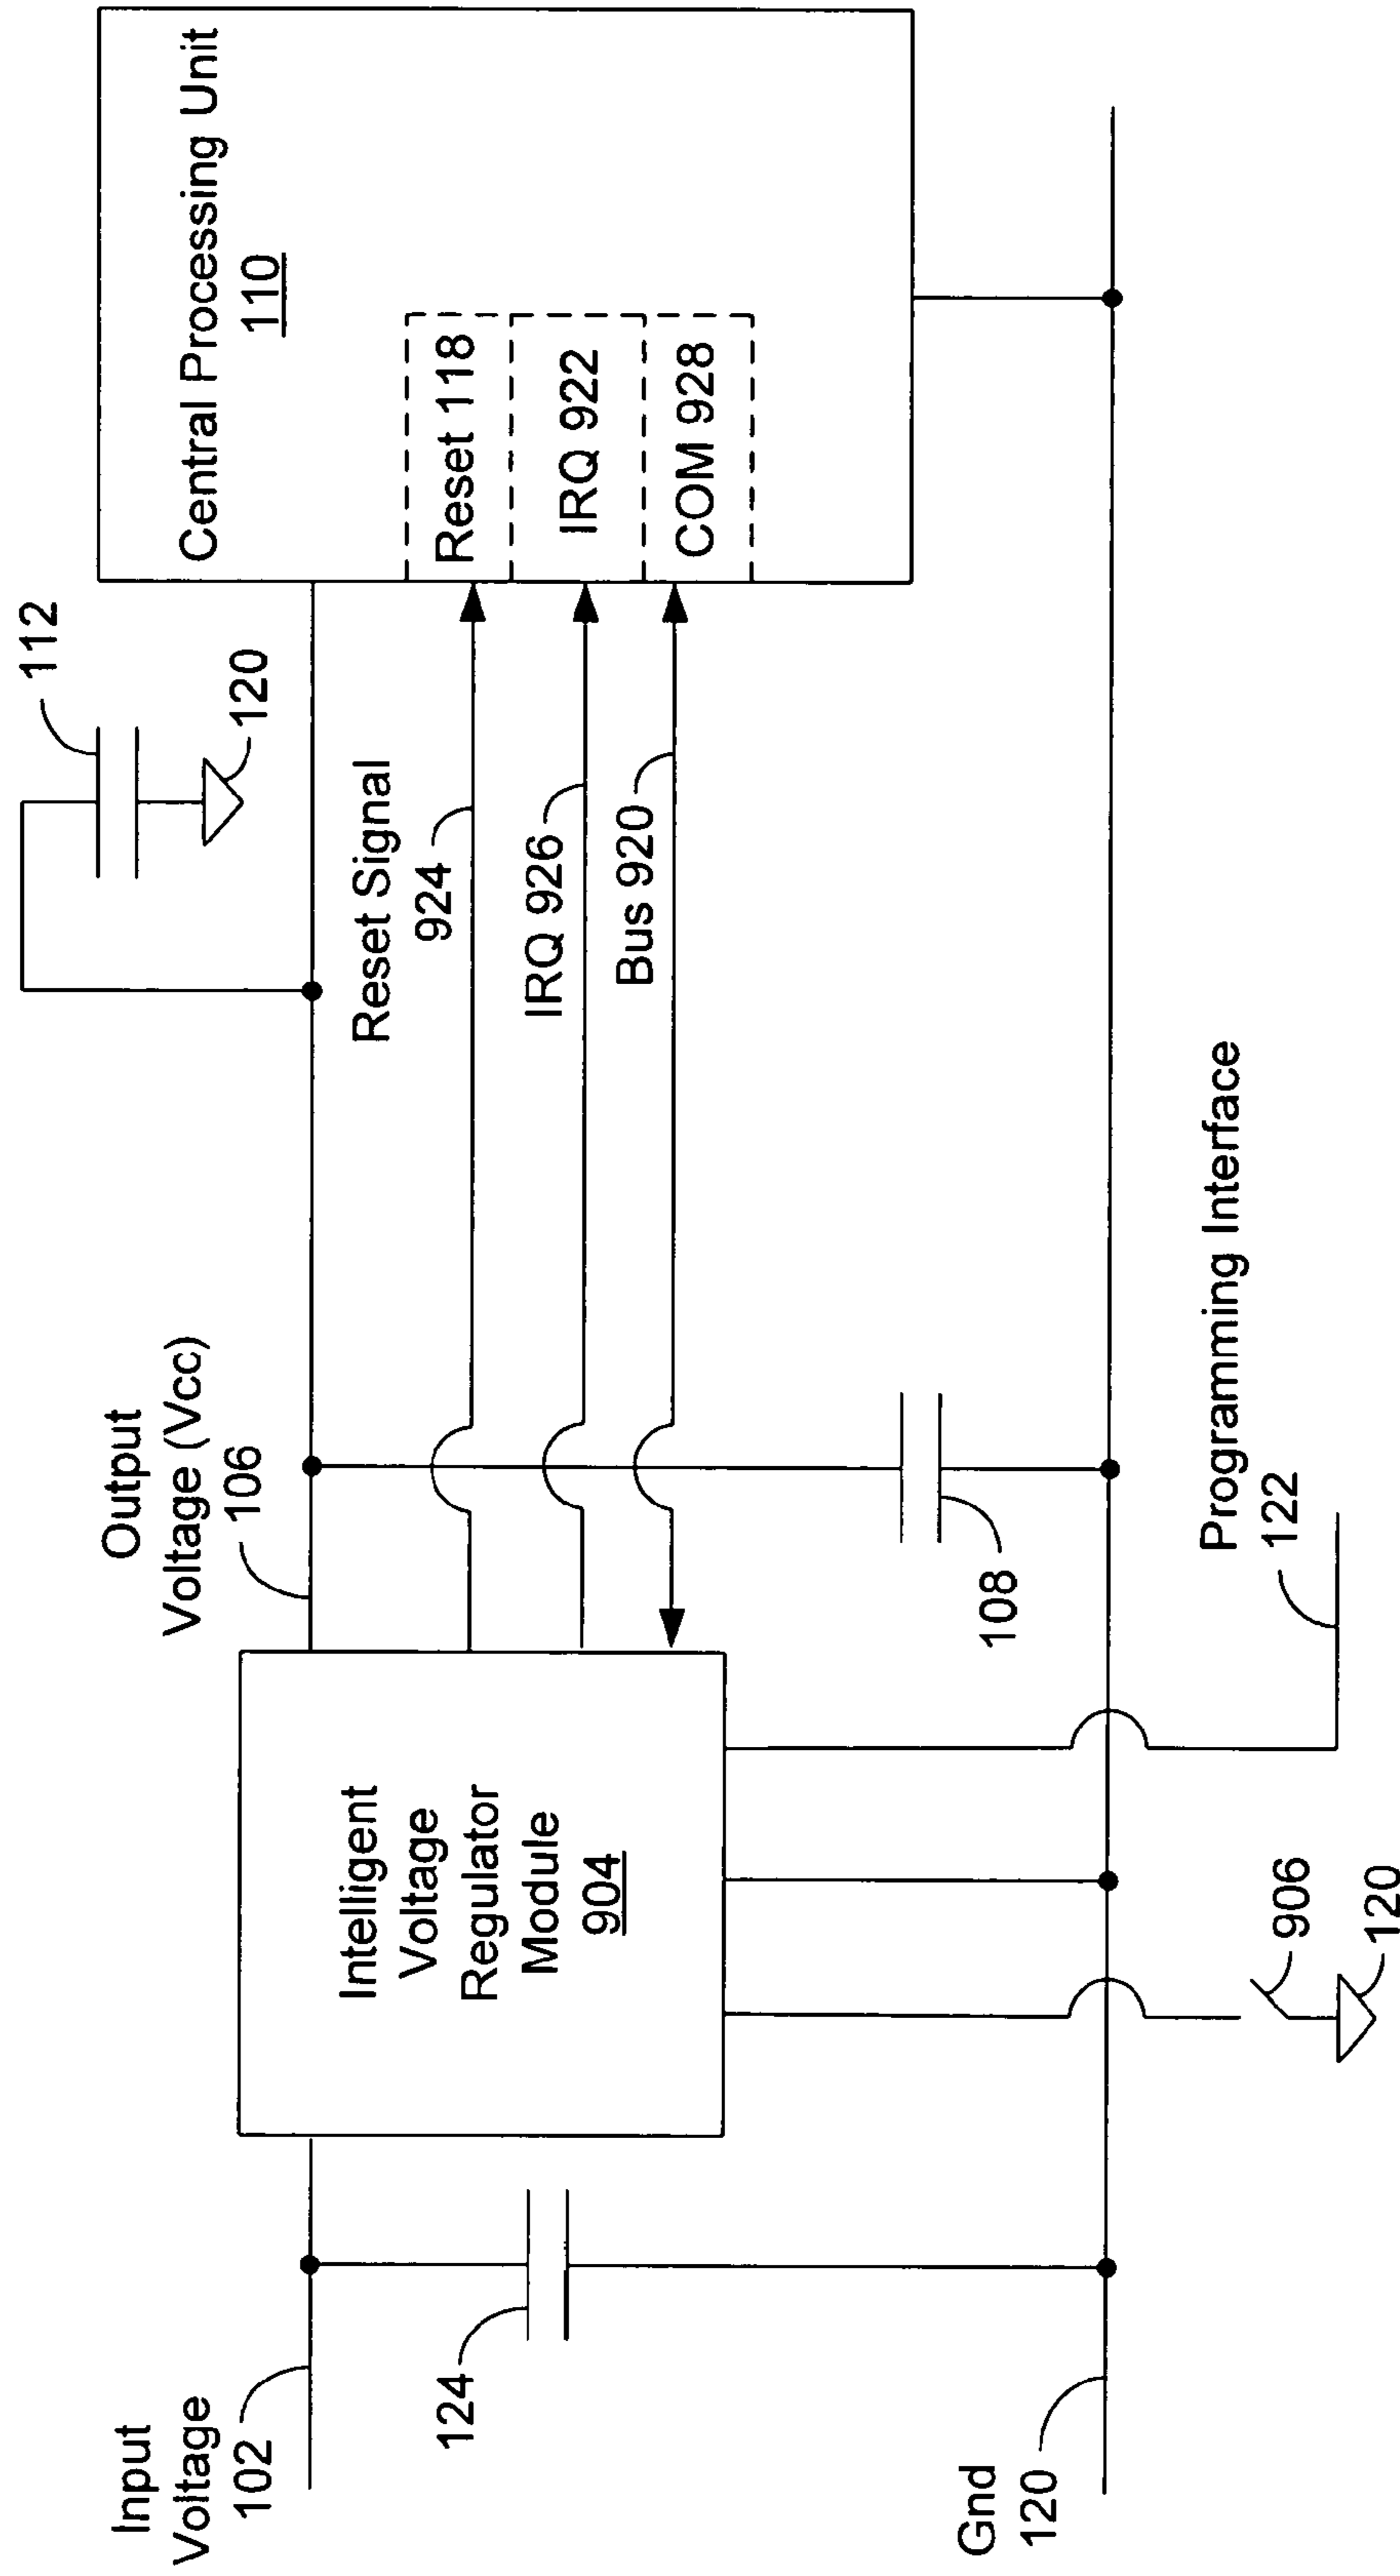 Input
Voltage
102
124
Gnd
120
Intelligent
Voltage
Regulator
Module
904
906
120
Output
Voltage (Vcc)
106
108
Programming Interface
122
Reset Signal
924
IRQ 926
Bus 920
112
120
Central Processing Unit
110
Reset 118
IRQ 922
COM 928